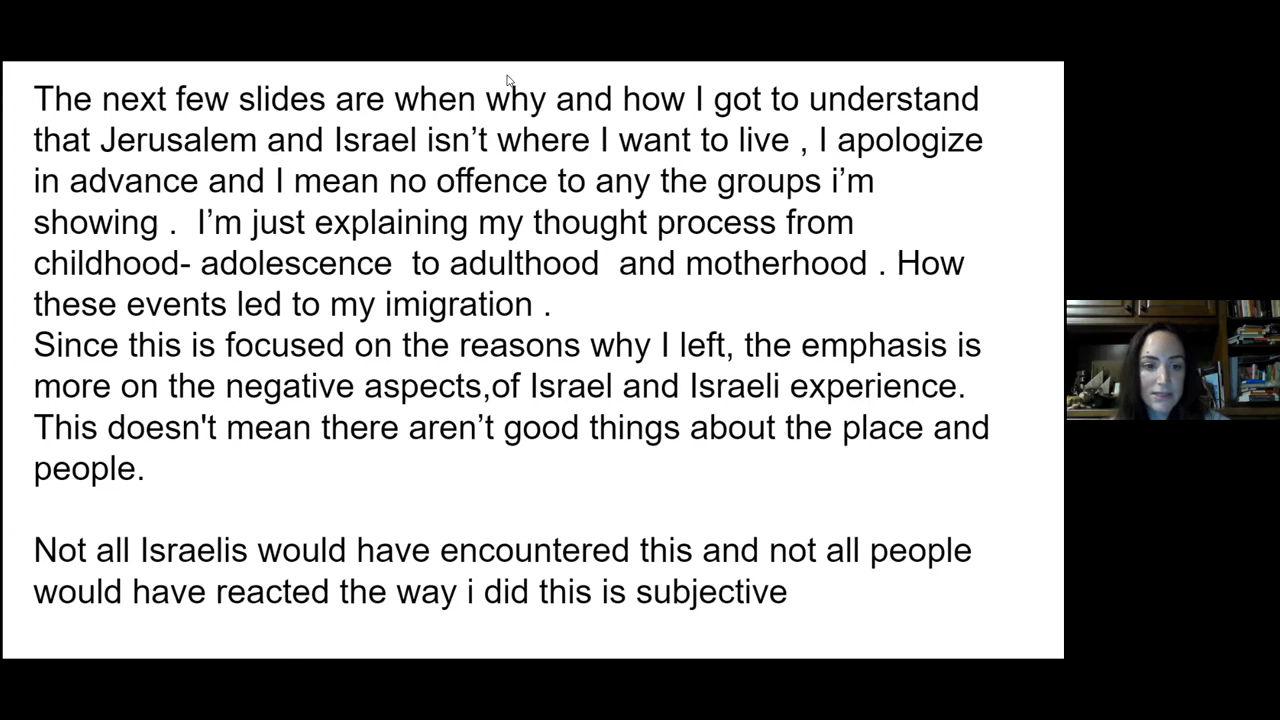 The next few slides are when why and how I got to understand
that Jerusalem and Israel isn’t where I want to live , I apologize
in advance and I mean no offence to any the groups i’m
showing .  I’m just explaining my thought process from
childhood- adolescence  to adulthood  and motherhood . How
these events led to my imigration .
Since this is focused on the reasons why I left, the emphasis is
more on the negative aspects,of Israel and Israeli experience.
This doesn't mean there aren’t good things about the place and
people.
Not all Israelis would have encountered this and not all people
would have reacted the way i did this is subjective